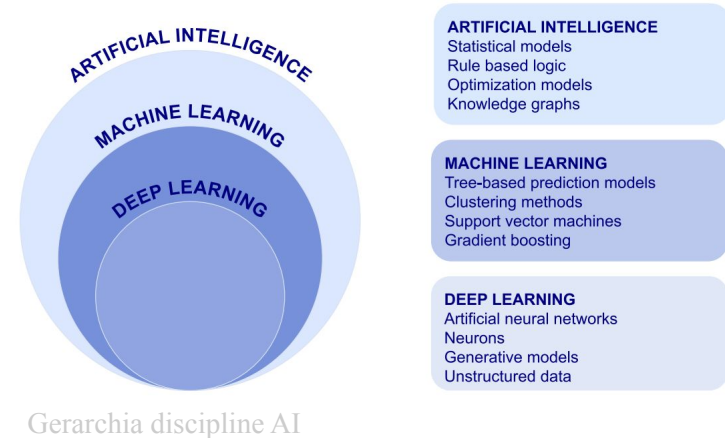 ARTIFICIAL INTELLIGENCE
MACHINE LEARNING
DEEP LEARNING
ARTIFICIAL INTELLIGENCE
Statistical models
Rule based logic
Optimization models
Knowledge graphs
MACHINE LEARNING
Tree-based prediction models
Clustering methods
Support vector machines
Gradient boosting
DEEP LEARNING
Artificial neural networks
Neurons
Generative models
Unstructured data
Gerarchia discipline AI